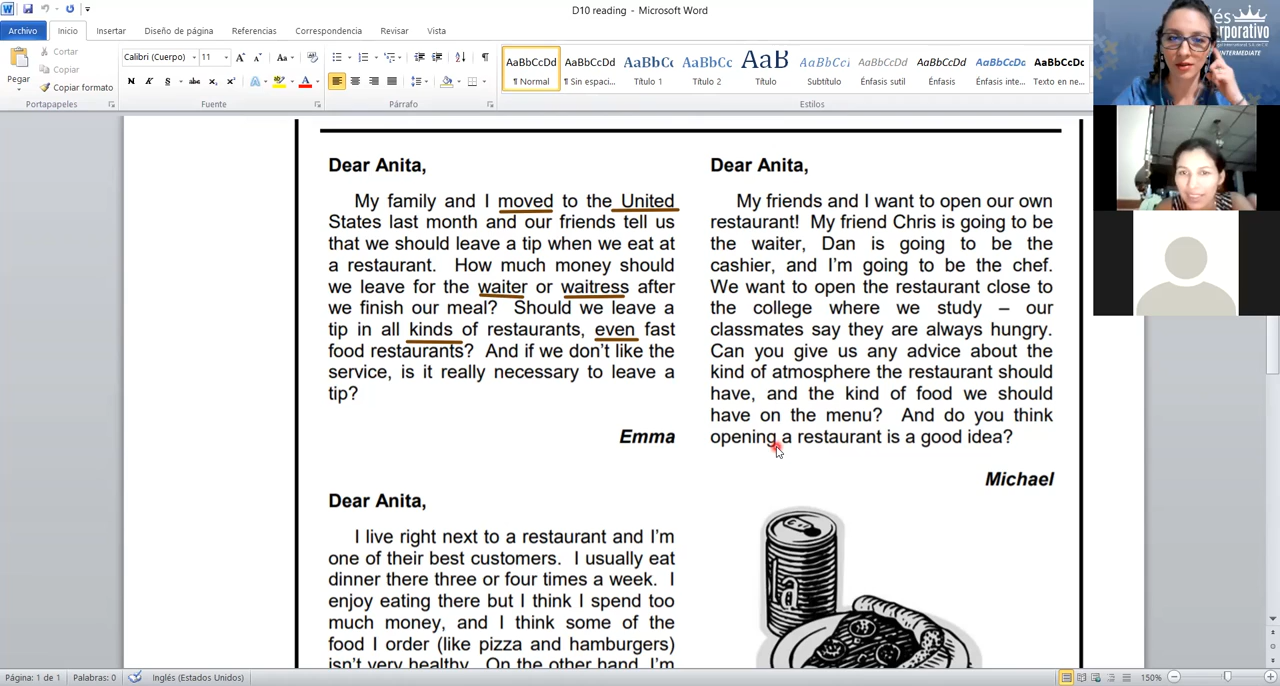 D10 reading - Microsoft Word
Archivo Inicio Insertar Diseño de página Referencias Correspondencia Revisar Vista
Pegar
Cortar
Copiar
Copiar formato
Portapapeles
Calibri (Cuerpo) 11
Fuente
Párrafo
AaBbCcDd AaBbCcDd AaBbCc AaBbCc AaB AaBbCcI AaBbCcDd AaBbCcDd AaBbCcDd AaBbCcDc
¶ Normal ¶ Sin espaci... Título 1 Título 2 Título Subtítulo Énfasis sutil Énfasis Énfasis inte... Texto en ne...
Estilos
és
rporativo
INTERMEDIATE
Dear Anita,
My family and I moved to the United
States last month and our friends tell us
that we should leave a tip when we eat at
a restaurant. How much money should
we leave for the waiter or waitress after
we finish our meal? Should we leave a
tip in all kinds of restaurants, even fast
food restaurants? And if we don't like the
service, is it really necessary to leave a
tip?
Emma
Dear Anita,
I live right next to a restaurant and I'm
one of their best customers. I usually eat
dinner there three or four times a week. I
enjoy eating there but I think I spend too
much money, and I think some of the
food I order (like pizza and hamburgers)
isn't very healthy. On the other hand, I'm
Dear Anita,
My friends and I want to open our own
restaurant! My friend Chris is going to be
the waiter, Dan is going to be the
cashier, and I'm going to be the chef.
We want to open the restaurant close to
the college where we study – our
classmates say they are always hungry.
Can you give us any advice about the
kind of atmosphere the restaurant should
have, and the kind of food we should
have on the menu? And do you think
opening a restaurant is a good idea?
Michael
Página: 1 de 1 Palabras: 0 Inglés (Estados Unidos) 150%